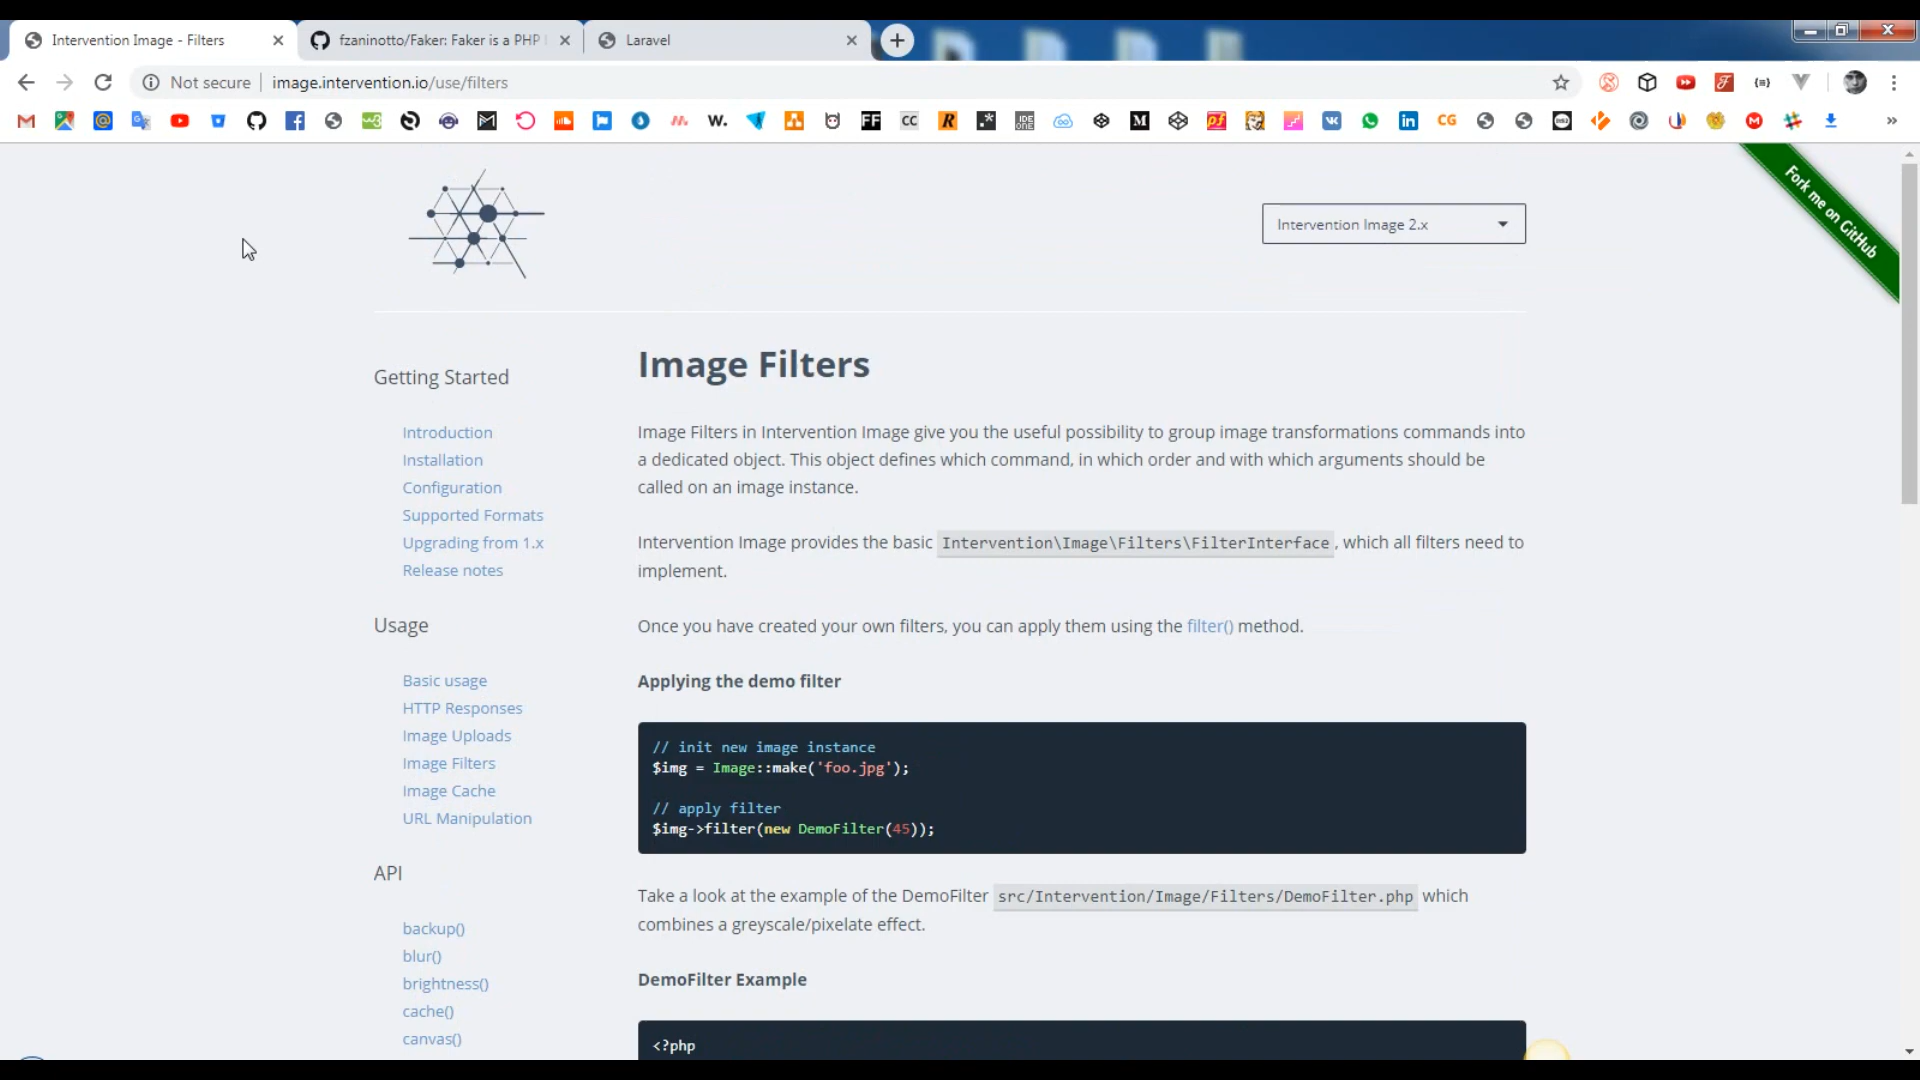 Intervention Image - Filters
fzaninotto/Faker: Faker is a PHP
Laravel
Not secure
image.intervention.io/use/filters
W.
FF
CC
R
IDE
ONE
M
pf
in
CG
Intervention Image 2.x
Fork me on GitHub
Getting Started
Introduction
Installation
Configuration
Supported Formats
Upgrading from 1.x
Release notes
Usage
Basic usage
HTTP Responses
Image Uploads
Image Filters
Image Cache
URL Manipulation
API
backup()
blur()
brightness()
cache()
canvas()
Image Filters
Image Filters in Intervention Image give you the useful possibility to group image transformations commands into
a dedicated object. This object defines which command, in which order and with which arguments should be
called on an image instance.
Intervention Image provides the basic Intervention\Image\Filters\FilterInterface, which all filters need to
implement.
Once you have created your own filters, you can apply them using the filter() method.
Applying the demo filter
// init new image instance
$img = Image::make('foo.jpg');
// apply filter
$img->filter(new DemoFilter(45));
Take a look at the example of the DemoFilter src/Intervention/Image/Filters/DemoFilter.php which
combines a greyscale/pixelate effect.
DemoFilter Example
<?php